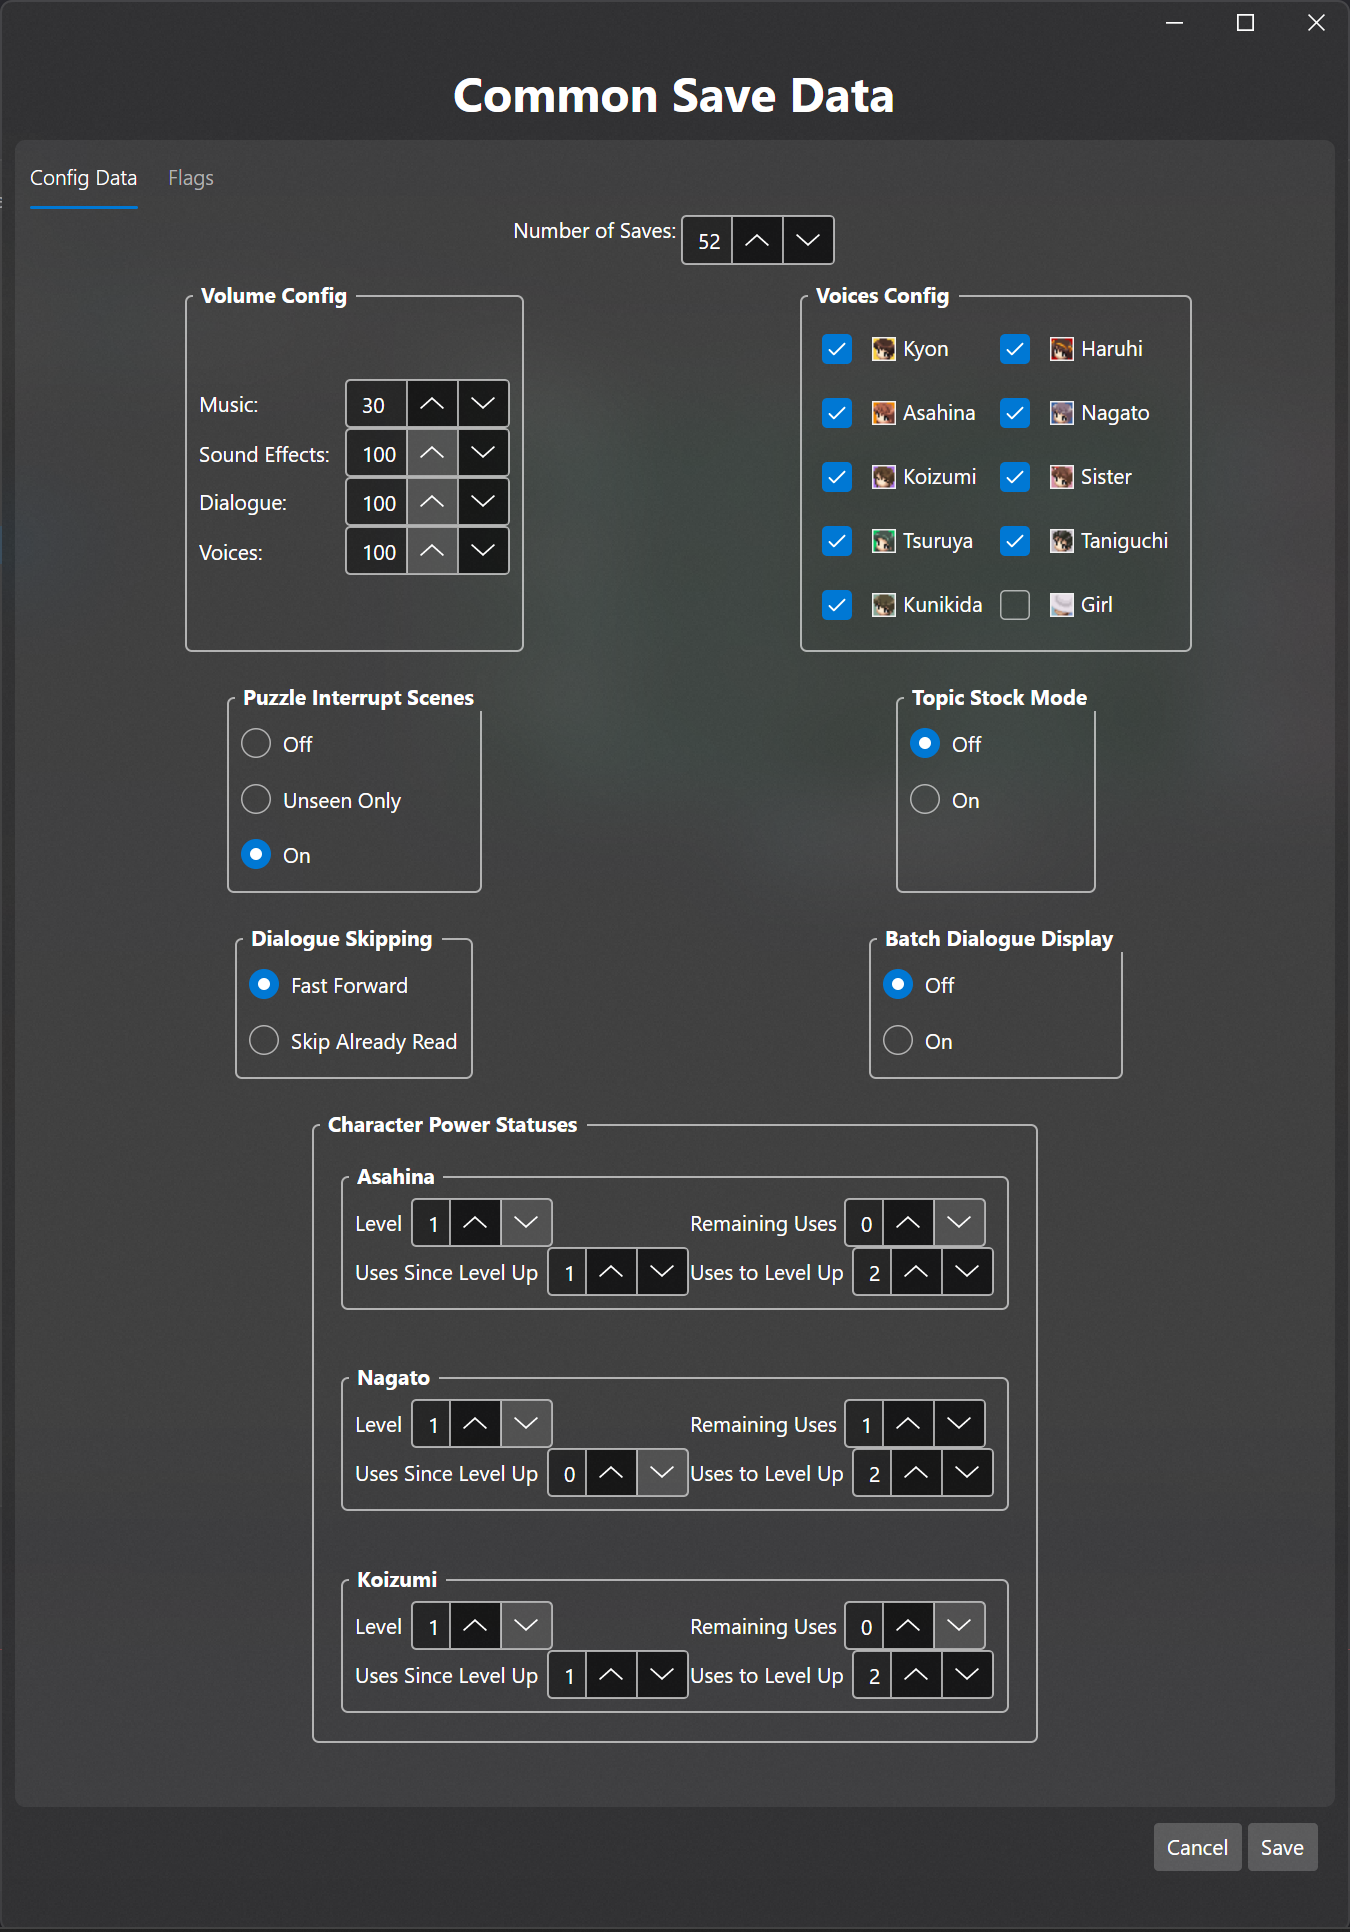 Common Save Data
Config Data Flags
Number of Saves: 52
Volume Config
Music: 30
Sound Effects: 100
Dialogue: 100
Voices: 100
Voices Config
Kyon Haruhi
Asahina Nagato
Koizumi Sister
Tsuruya Taniguchi
Kunikida Girl
Puzzle Interrupt Scenes
Off
Unseen Only
On
Topic Stock Mode
Off
On
Dialogue Skipping
Fast Forward
Skip Already Read
Batch Dialogue Display
Off
On
Character Power Statuses
Asahina
Level 1 Remaining Uses 0
Uses Since Level Up 1 Uses to Level Up 2
Nagato
Level 1 Remaining Uses 1
Uses Since Level Up 0 Uses to Level Up 2
Koizumi
Level 1 Remaining Uses 0
Uses Since Level Up 1 Uses to Level Up 2
Cancel Save